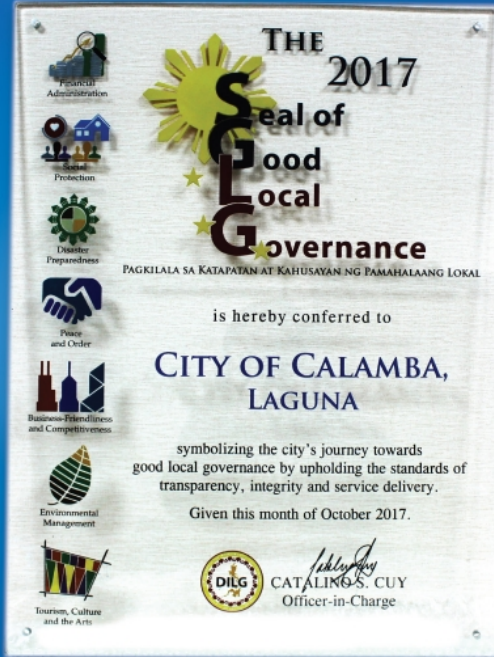 THE
2017
Seal of
Good
Local
Governance
PAGKILALA SA KATAPATAN AT KAHUSAYAN NG PAMAHALAANG LOKAL
is hereby conferred to
CITY OF CALAMBA,
LAGUNA
symbolizing the city's journey towards
good local governance by upholding the standards of
transparency, integrity and service delivery.
Given this month of October 2017.
DILG
CATALINO S. CUY
Officer-in-Charge
Financial
Administration
Social
Protection
Disaster
Preparedness
Peace
and Order
Business-Friendliness
and Competitiveness
Environmental
Management
Tourism, Culture
and the Arts